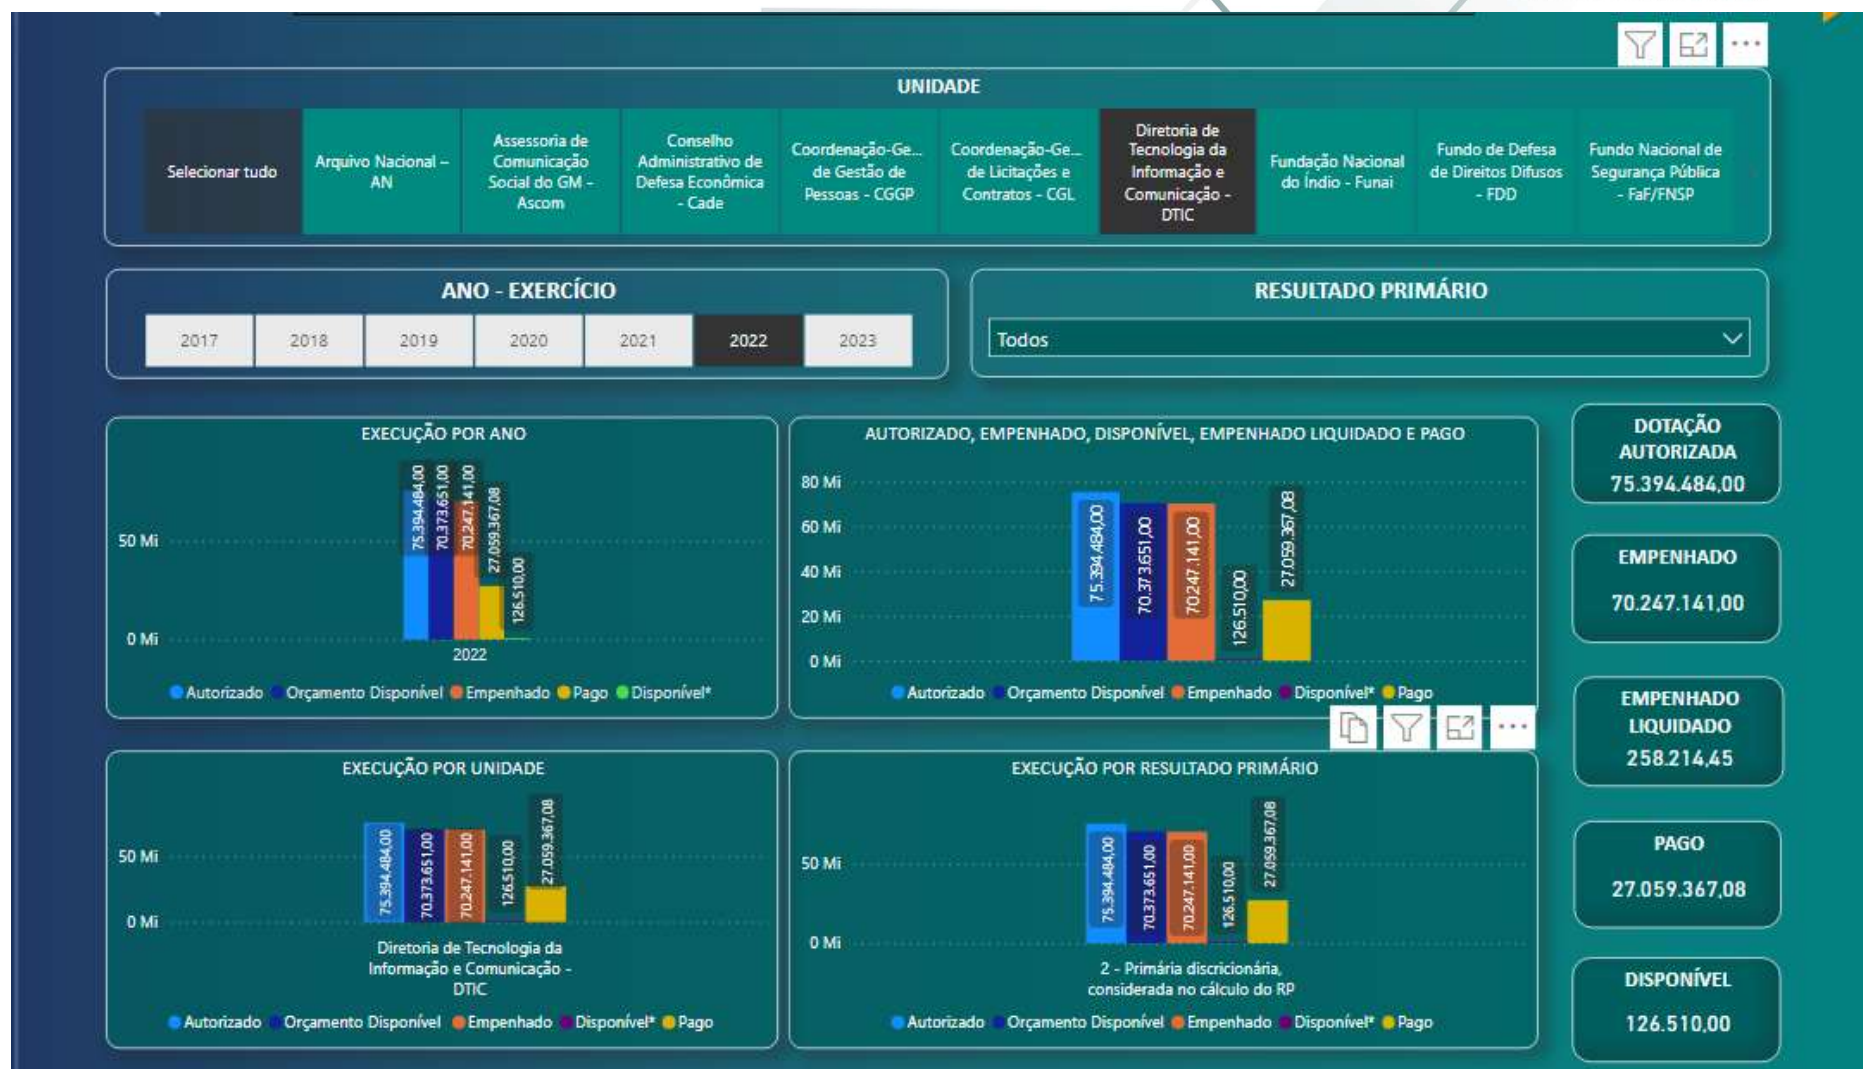 UNIDADE
Selecionar tudo
Arquivo Nacional –
AN
Assessoria de
Comunicação
Social do GM –
Ascom
Conselho
Administrativo de
Defesa Econômica
- Cade
Coordenação-Ge...
de Gestão de
Pessoas - CGGP
Coordenação-Ge...
de Licitações e
Contratos - CGL
Diretoria de
Tecnologia da
Informação e
Comunicação -
DTIC
Fundação Nacional
do Índio - Funai
Fundo de Defesa
de Direitos Difusos
- FDD
Fundo Nacional de
Segurança Pública
- FaF/FNSP
ANO - EXERCÍCIO
2017 2018 2019 2020 2021 2022 2023
RESULTADO PRIMÁRIO
Todos
EXECUÇÃO POR ANO
50 Mi
0 Mi
75.394.484,00
70.373.651,00
70.247.141,00
27.059.367,08
126.510,00
2022
Autorizado Orçamento Disponível Empenhado Pago Disponível*
AUTORIZADO, EMPENHADO, DISPONÍVEL, EMPENHADO LIQUIDADO E PAGO
80 Mi
60 Mi
40 Mi
20 Mi
0 Mi
75.394.484,00
70.373.651,00
70.247.141,00
126.510,00
27.059.367,08
Autorizado Orçamento Disponível Empenhado Disponível* Pago
DOTAÇÃO
AUTORIZADA
75.394.484,00
EMPENHADO
70.247.141,00
EMPENHADO
LIQUIDADO
258.214,45
PAGO
27.059.367,08
DISPONÍVEL
126.510,00
EXECUÇÃO POR UNIDADE
50 Mi
0 Mi
75.394.484,00
70.373.651,00
70.247.141,00
126.510,00
27.059.367,08
Diretoria de Tecnologia da
Informação e Comunicação -
DTIC
Autorizado Orçamento Disponível Empenhado Disponível* Pago
EXECUÇÃO POR RESULTADO PRIMÁRIO
50 Mi
0 Mi
75.394.484,00
70.373.651,00
70.247.141,00
126.510,00
27.059.367,08
2 - Primária discricionária,
considerada no cálculo do RP
Autorizado Orçamento Disponível Empenhado Disponível* Pago